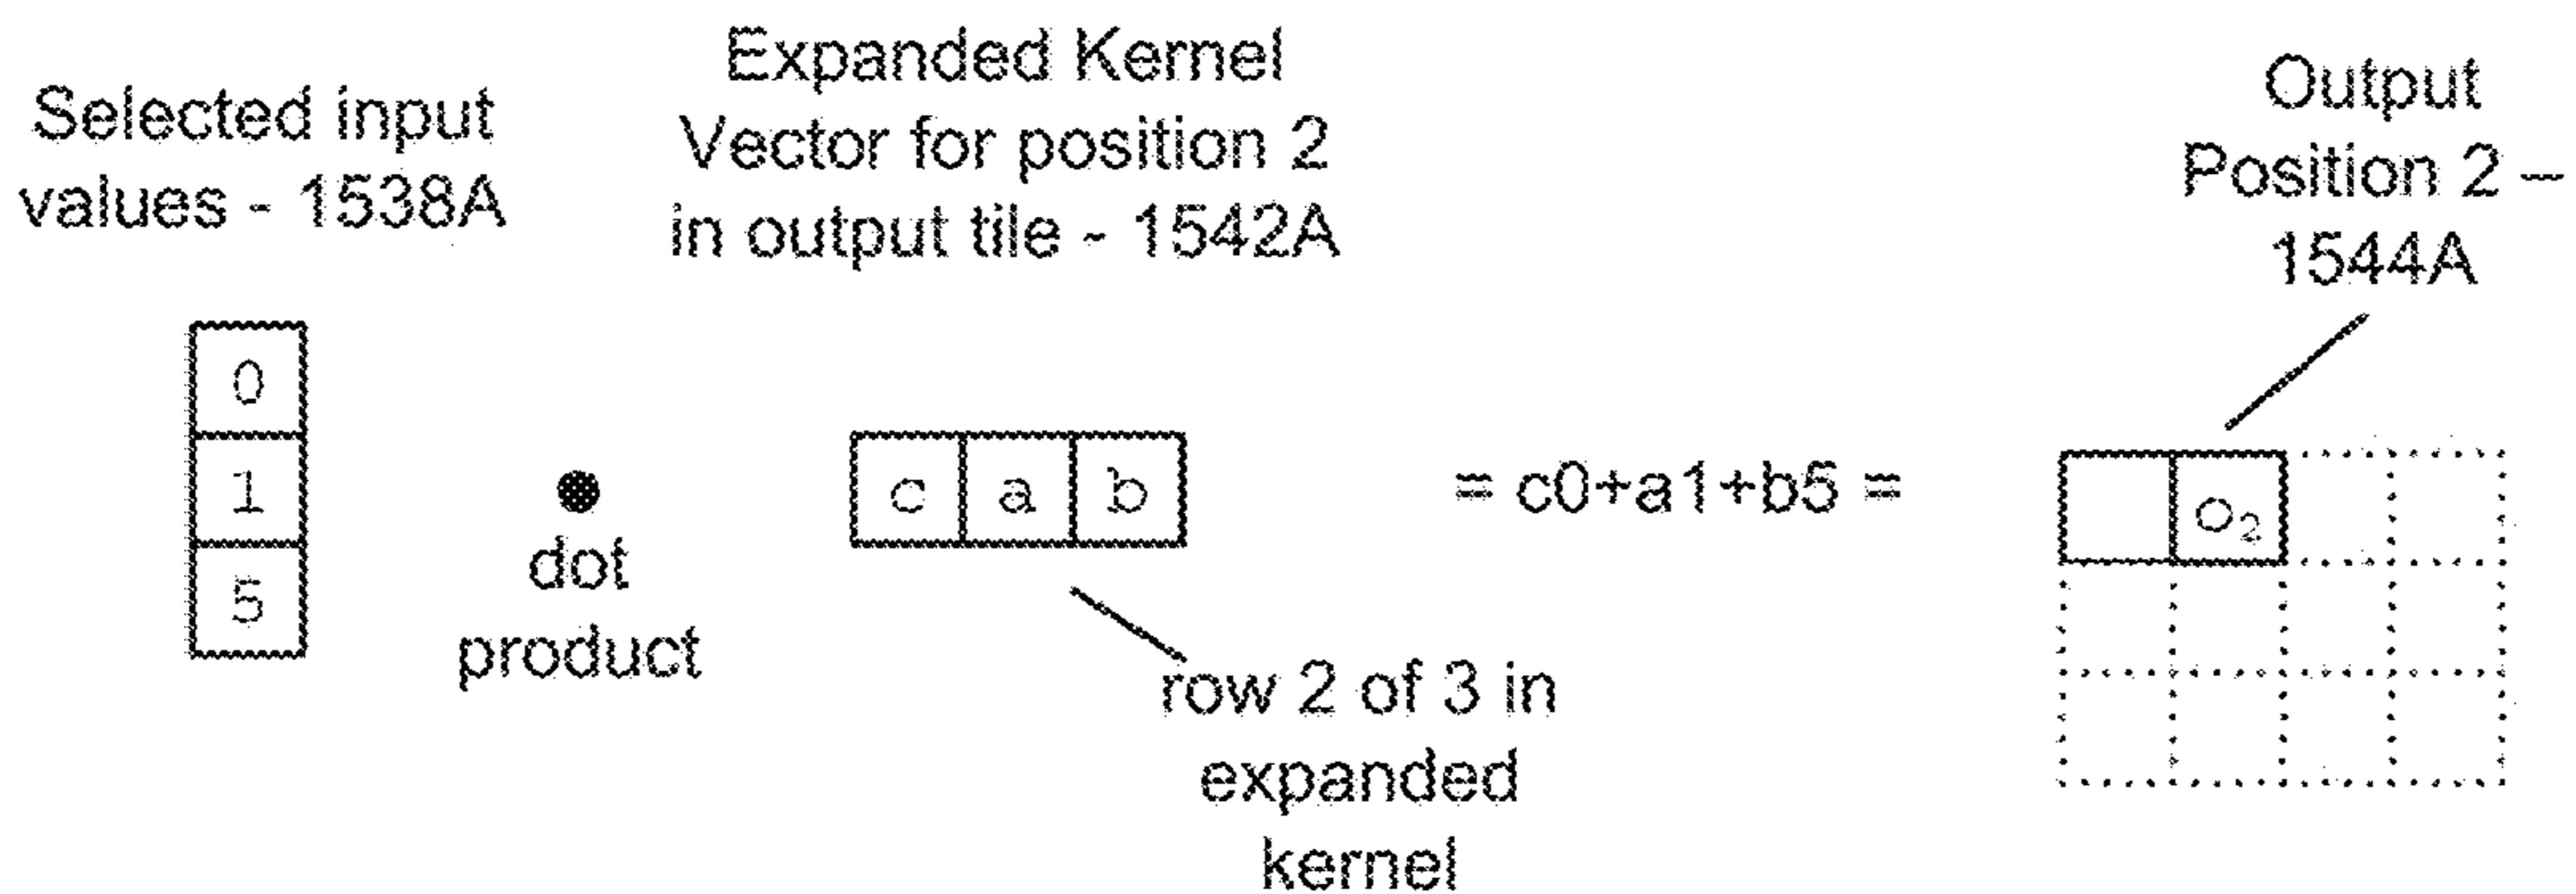 Selected input
values - 1538A
Expanded Kernel
Vector for position 2
in output tile - 1542A
Output
Position 2 –
1544A
0
1
5
dot
product
c a b
= c0+a1+b5 =
o₂
row 2 of 3 in
expanded
kernel